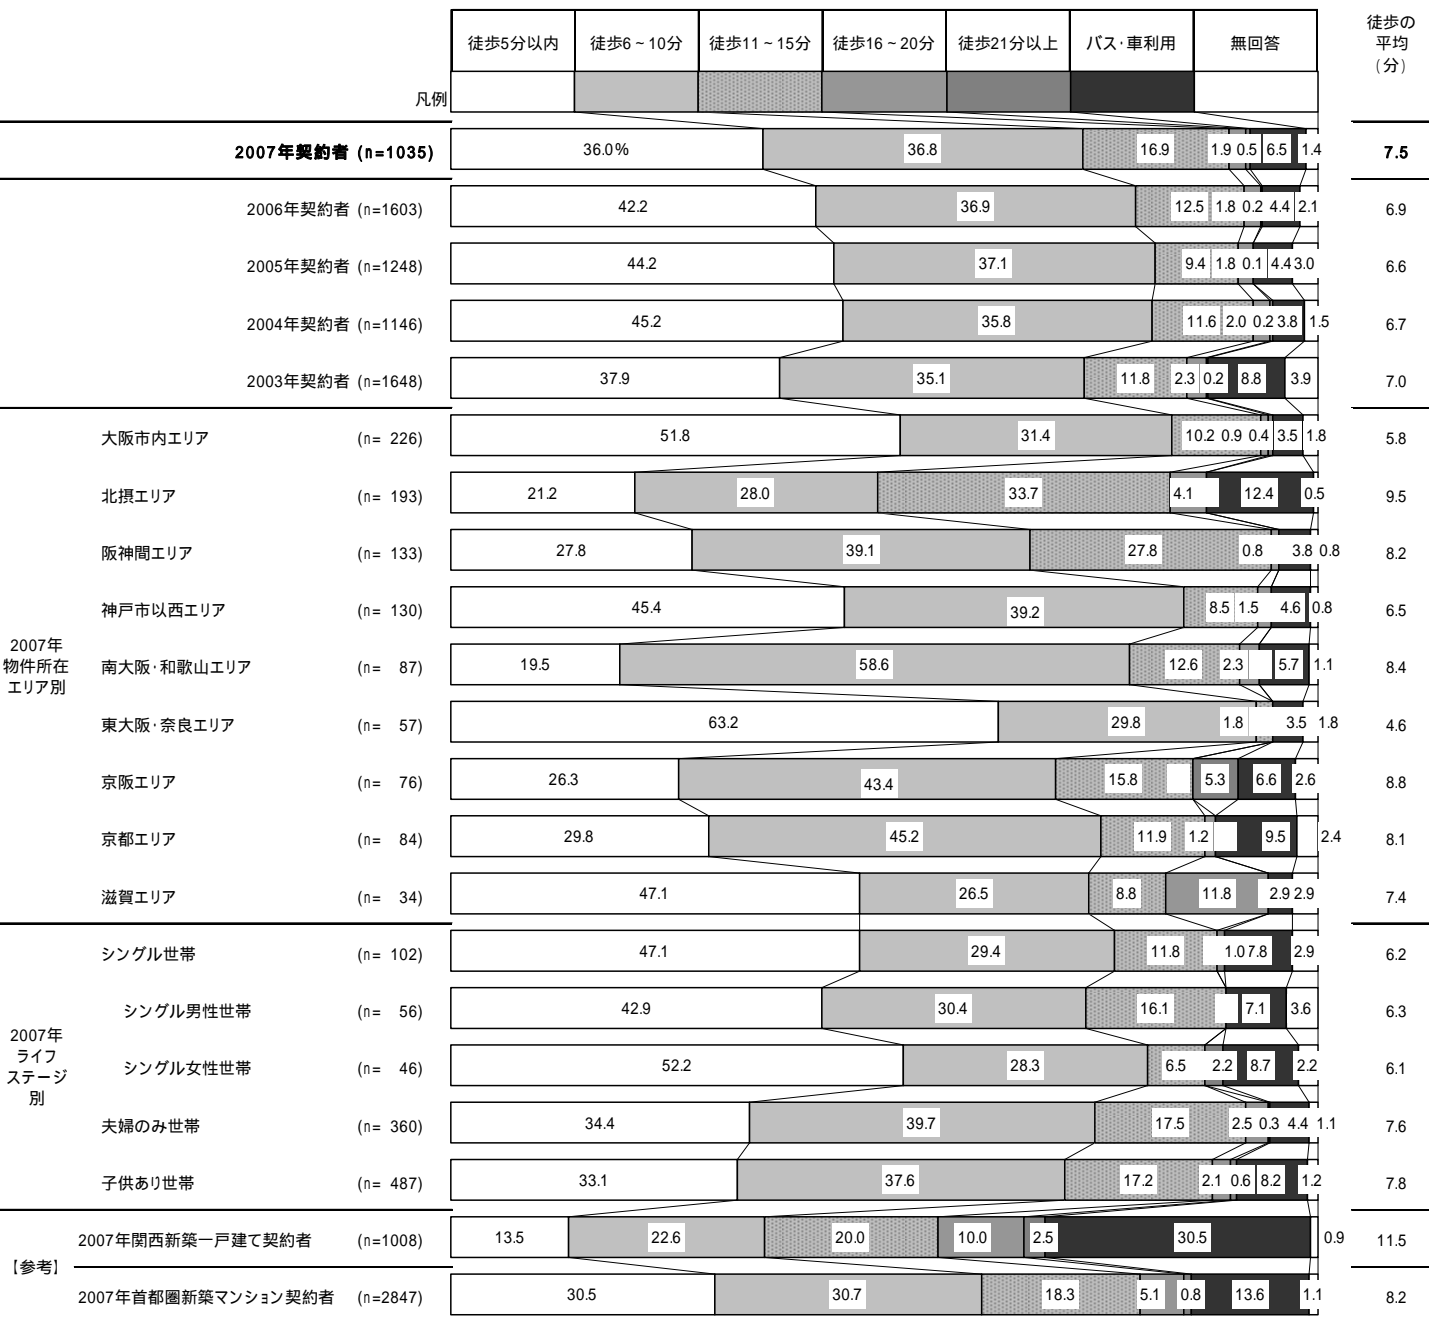 徒歩5分以内 徒歩6～10分 徒歩11～15分 徒歩16～20分 徒歩21分以上 バス・車利用 無回答 徒歩の
平均
(分)
凡例
2007年契約者 (n=1035) 36.0% 36.8 16.9 1.9 0.5 6.5 1.4 7.5
2006年契約者 (n=1603) 42.2 36.9 12.5 1.8 0.2 4.4 2.1 6.9
2005年契約者 (n=1248) 44.2 37.1 9.4 1.8 0.1 4.4 3.0 6.6
2004年契約者 (n=1146) 45.2 35.8 11.6 2.0 0.2 3.8 1.5 6.7
2003年契約者 (n=1648) 37.9 35.1 11.8 2.3 0.2 8.8 3.9 7.0
2007年
物件所在
エリア別
大阪市内エリア (n= 226) 51.8 31.4 10.2 0.9 0.4 3.5 1.8 5.8
北摂エリア (n= 193) 21.2 28.0 33.7 4.1 12.4 0.5 9.5
阪神間エリア (n= 133) 27.8 39.1 27.8 0.8 3.8 0.8 8.2
神戸市以西エリア (n= 130) 45.4 39.2 8.5 1.5 4.6 0.8 6.5
南大阪・和歌山エリア (n= 87) 19.5 58.6 12.6 2.3 5.7 1.1 8.4
東大阪・奈良エリア (n= 57) 63.2 29.8 1.8 3.5 1.8 4.6
京阪エリア (n= 76) 26.3 43.4 15.8 5.3 6.6 2.6 8.8
京都エリア (n= 84) 29.8 45.2 11.9 1.2 9.5 2.4 8.1
滋賀エリア (n= 34) 47.1 26.5 8.8 11.8 2.9 2.9 7.4
2007年
ライフ
ステージ
別
シングル世帯 (n= 102) 47.1 29.4 11.8 1.0 7.8 2.9 6.2
シングル男性世帯 (n= 56) 42.9 30.4 16.1 7.1 3.6 6.3
シングル女性世帯 (n= 46) 52.2 28.3 6.5 2.2 8.7 2.2 6.1
夫婦のみ世帯 (n= 360) 34.4 39.7 17.5 2.5 0.3 4.4 1.1 7.6
子供あり世帯 (n= 487) 33.1 37.6 17.2 2.1 0.6 8.2 1.2 7.8
【参考】
2007年関西新築一戸建て契約者 (n=1008) 13.5 22.6 20.0 10.0 2.5 30.5 0.9 11.5
2007年首都圏新築マンション契約者 (n=2847) 30.5 30.7 18.3 5.1 0.8 13.6 1.1 8.2